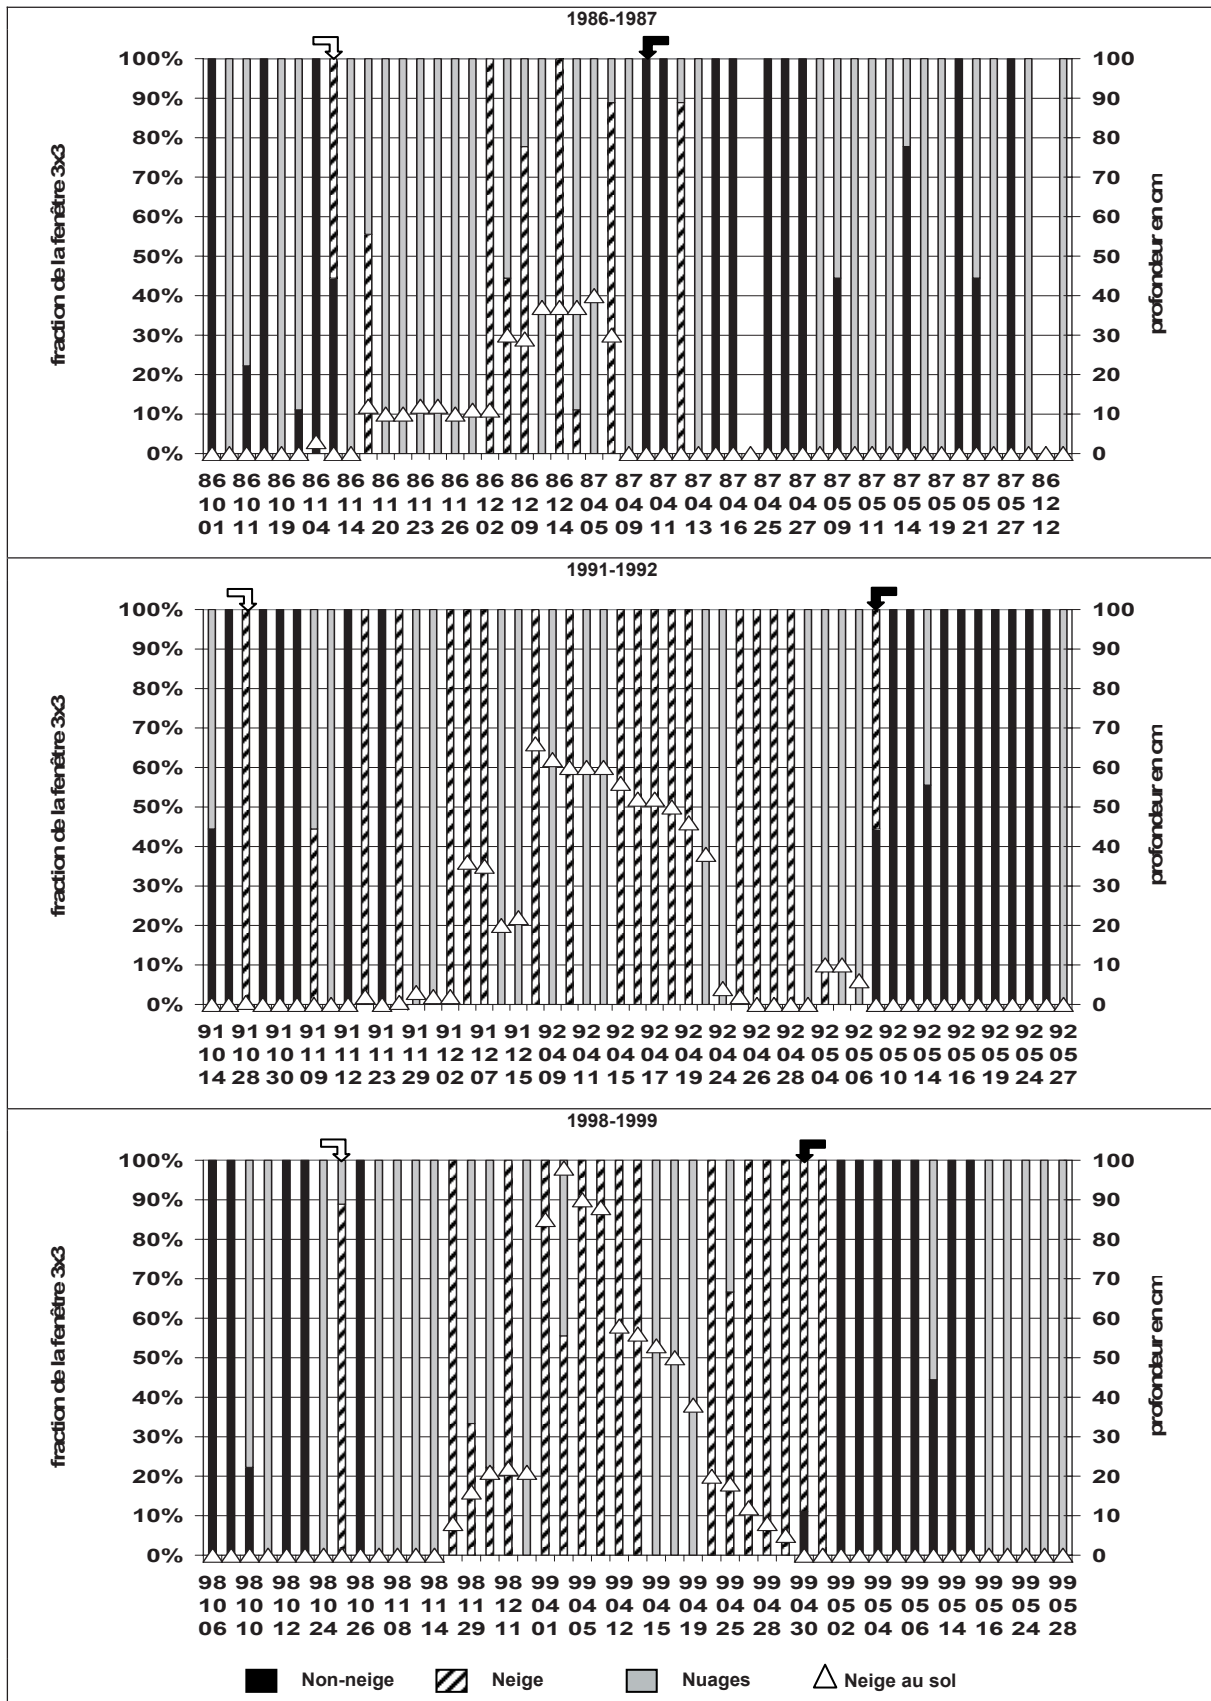 1986-1987
100% 100
90% 90
80% 80
70% 70
60% 60
50% 50
40% 40
30% 30
20% 20
10% 10
0% 0
fraction de la fenêtre 3x3
profondeur en cm
86 86 86 86 86 86 86 86 86 86 86 87 87 87 87 87 87 87 87 87 87 87 87 87 86
10 10 10 11 11 11 11 11 12 12 12 04 04 04 04 04 04 04 05 05 05 05 05 05 12
01 11 19 04 14 20 23 26 02 09 14 05 09 11 13 16 25 27 09 11 14 19 21 27 12
1991-1992
100% 100
90% 90
80% 80
70% 70
60% 60
50% 50
40% 40
30% 30
20% 20
10% 10
0% 0
fraction de la fenêtre 3x3
profondeur en cm
91 91 91 91 91 91 91 91 91 91 92 92 92 92 92 92 92 92 92 92 92 92 92 92 92 92
10 10 10 11 11 11 11 12 12 12 04 04 04 04 04 04 04 04 05 05 05 05 05 05 05 05
14 28 30 09 12 23 29 02 07 15 09 11 15 17 19 24 26 28 04 06 10 14 16 19 24 27
1998-1999
100% 100
90% 90
80% 80
70% 70
60% 60
50% 50
40% 40
30% 30
20% 20
10% 10
0% 0
fraction de la fenêtre 3x3
profondeur en cm
98 98 98 98 98 98 98 98 98 99 99 99 99 99 99 99 99 99 99 99 99 99 99 99
10 10 10 10 10 11 11 11 12 04 04 04 04 04 04 04 04 05 05 05 05 05 05 05
06 10 12 24 26 08 14 29 11 01 05 12 15 19 25 28 30 02 04 06 14 16 24 28
Non-neige Neige Nuages Neige au sol